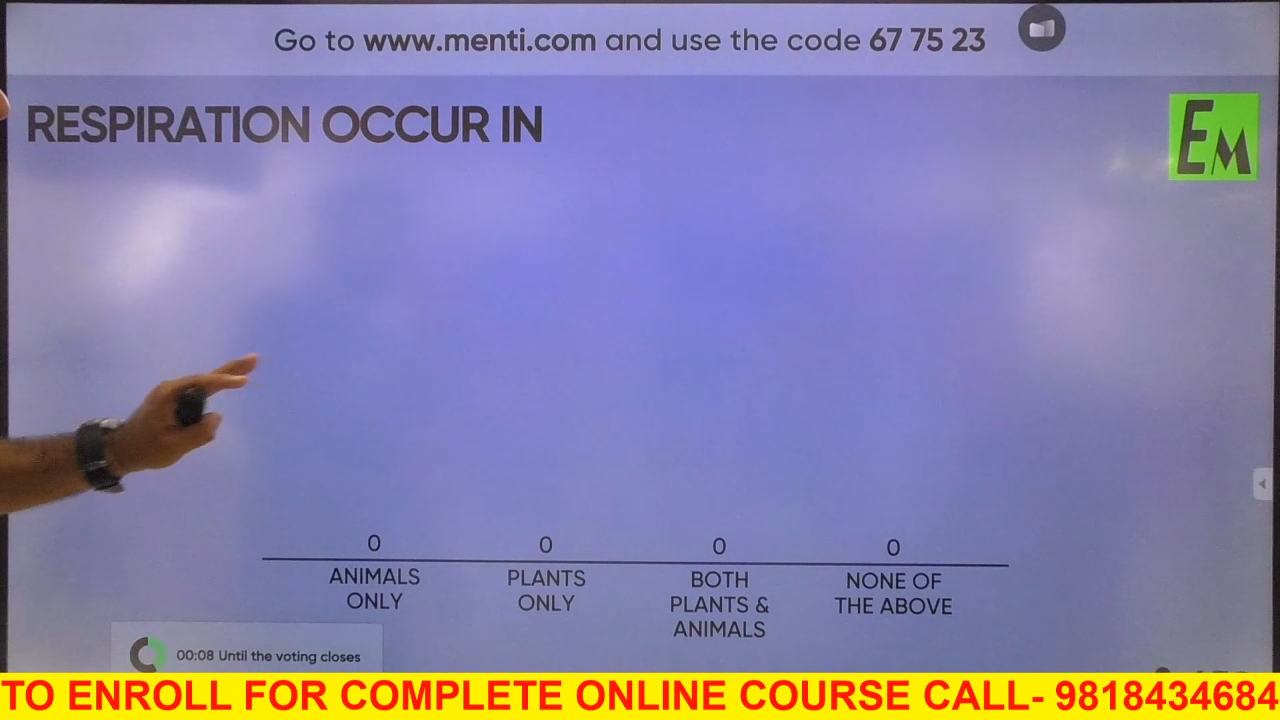 Go to www.menti.com and use the code 67 75 23
RESPIRATION OCCUR IN
EM
0
0
0
0
ANIMALS
ONLY
PLANTS
ONLY
BOTH
PLANTS &
ANIMALS
NONE OF
THE ABOVE
00:08 Until the voting closes
TO ENROLL FOR COMPLETE ONLINE COURSE CALL- 9818434684